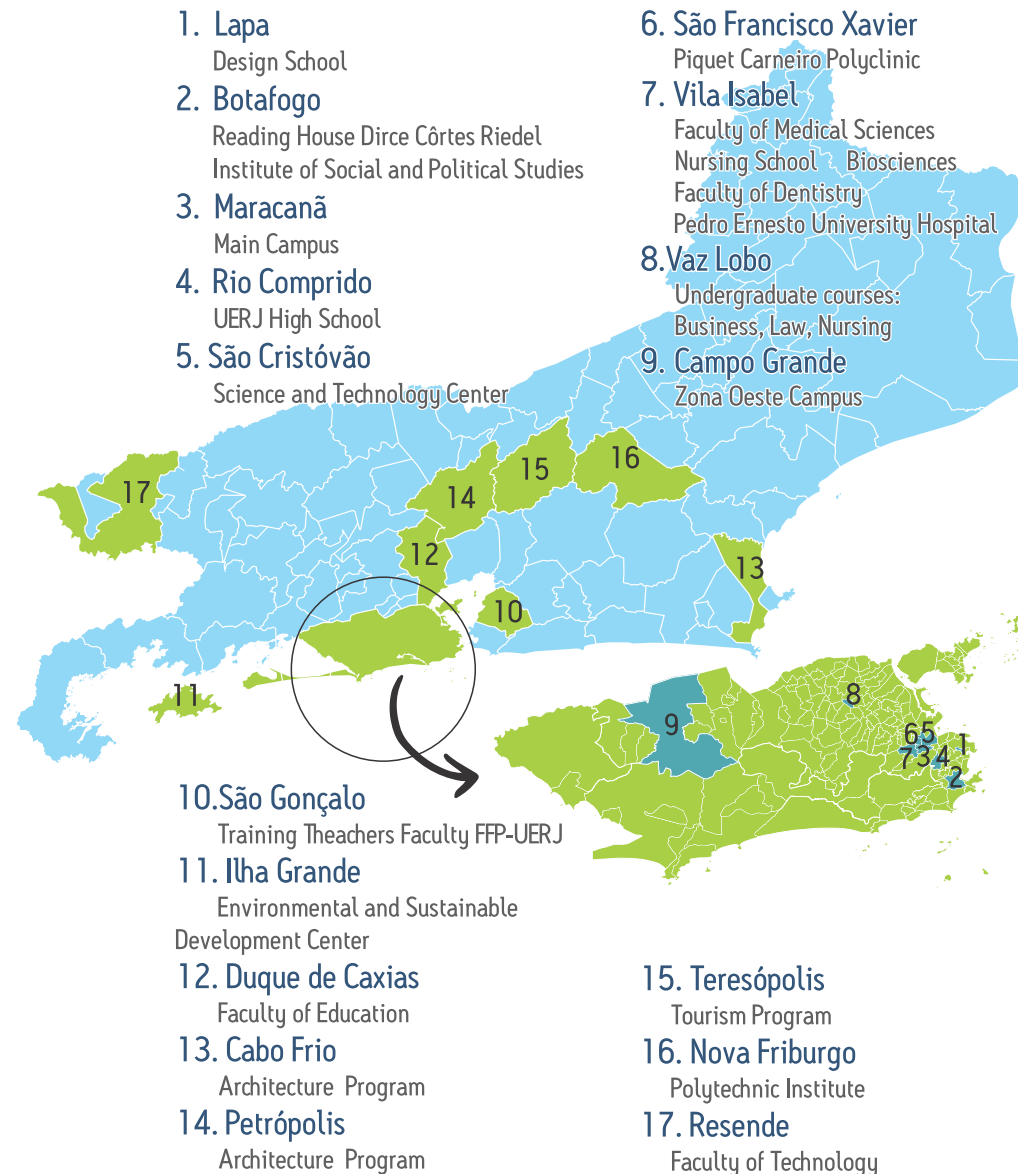 1. Lapa
Design School
2. Botafogo
Reading House Dirce Côrtes Riedel
Institute of Social and Political Studies
3. Maracanã
Main Campus
4. Rio Comprido
UERJ High School
5. São Cristóvão
Science and Technology Center
6. São Francisco Xavier
Piquet Carneiro Polyclinic
7. Vila Isabel
Faculty of Medical Sciences
Nursing School Biosciences
Faculty of Dentistry
Pedro Ernesto University Hospital
8.Vaz Lobo
Undergraduate courses:
Business, Law, Nursing
9. Campo Grande
Zona Oeste Campus
17
14
15
16
12
10
13
11
9
8
6
5
7
3
4
1
2
10.São Gonçalo
Training Theachers Faculty FFP-UERJ
11. Ilha Grande
Environmental and Sustainable
Development Center
12. Duque de Caxias
Faculty of Education
13. Cabo Frio
Architecture Program
14. Petrópolis
Architecture Program
15. Teresópolis
Tourism Program
16. Nova Friburgo
Polytechnic Institute
17. Resende
Faculty of Technology